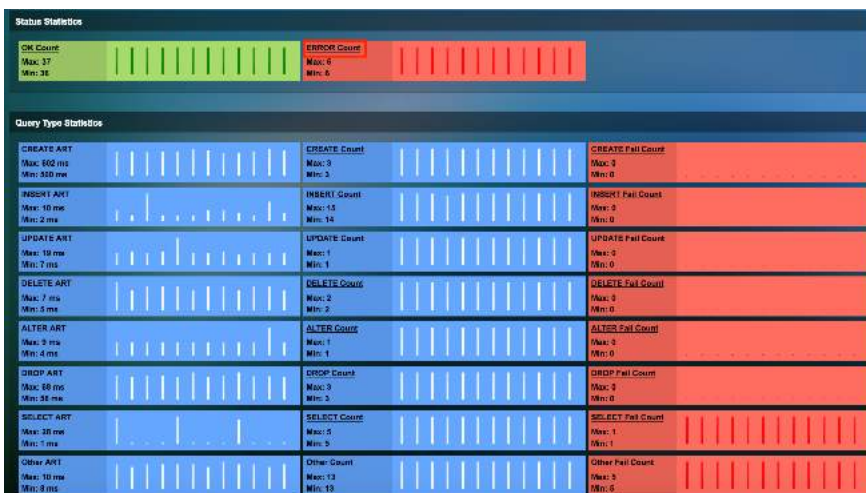 Status Statistics
OK Count
Max: 37
Min: 36
ERROR Count
Max: 6
Min: 6
Query Type Statistics
CREATE ART
Max: 602 ms
Min: 500 ms
CREATE Count
Max: 3
Min: 3
CREATE Fail Count
Max: 0
Min: 0
INSERT ART
Max: 10 ms
Min: 2 ms
INSERT Count
Max: 15
Min: 14
INSERT Fail Count
Max: 0
Min: 0
UPDATE ART
Max: 19 ms
Min: 7 ms
UPDATE Count
Max: 1
Min: 1
UPDATE Fail Count
Max: 0
Min: 0
DELETE ART
Max: 7 ms
Min: 5 ms
DELETE Count
Max: 2
Min: 2
DELETE Fail Count
Max: 0
Min: 0
ALTER ART
Max: 9 ms
Min: 4 ms
ALTER Count
Max: 1
Min: 1
ALTER Fail Count
Max: 0
Min: 0
DROP ART
Max: 68 ms
Min: ms
DROP Count
Max: 3
Min: 3
DROP Fail Count
Max: 0
Min: 0
SELECT ART
Max: ms
Min: 1 ms
SELECT Count
Max: 5
Min: 5
SELECT Fail Count
Max: 1
Min: 1
Other ART
Max: 10 ms
Min: 8 ms
Other Count
Max: 13
Min: 13
Other Fail Count
Max: 5
Min: 5